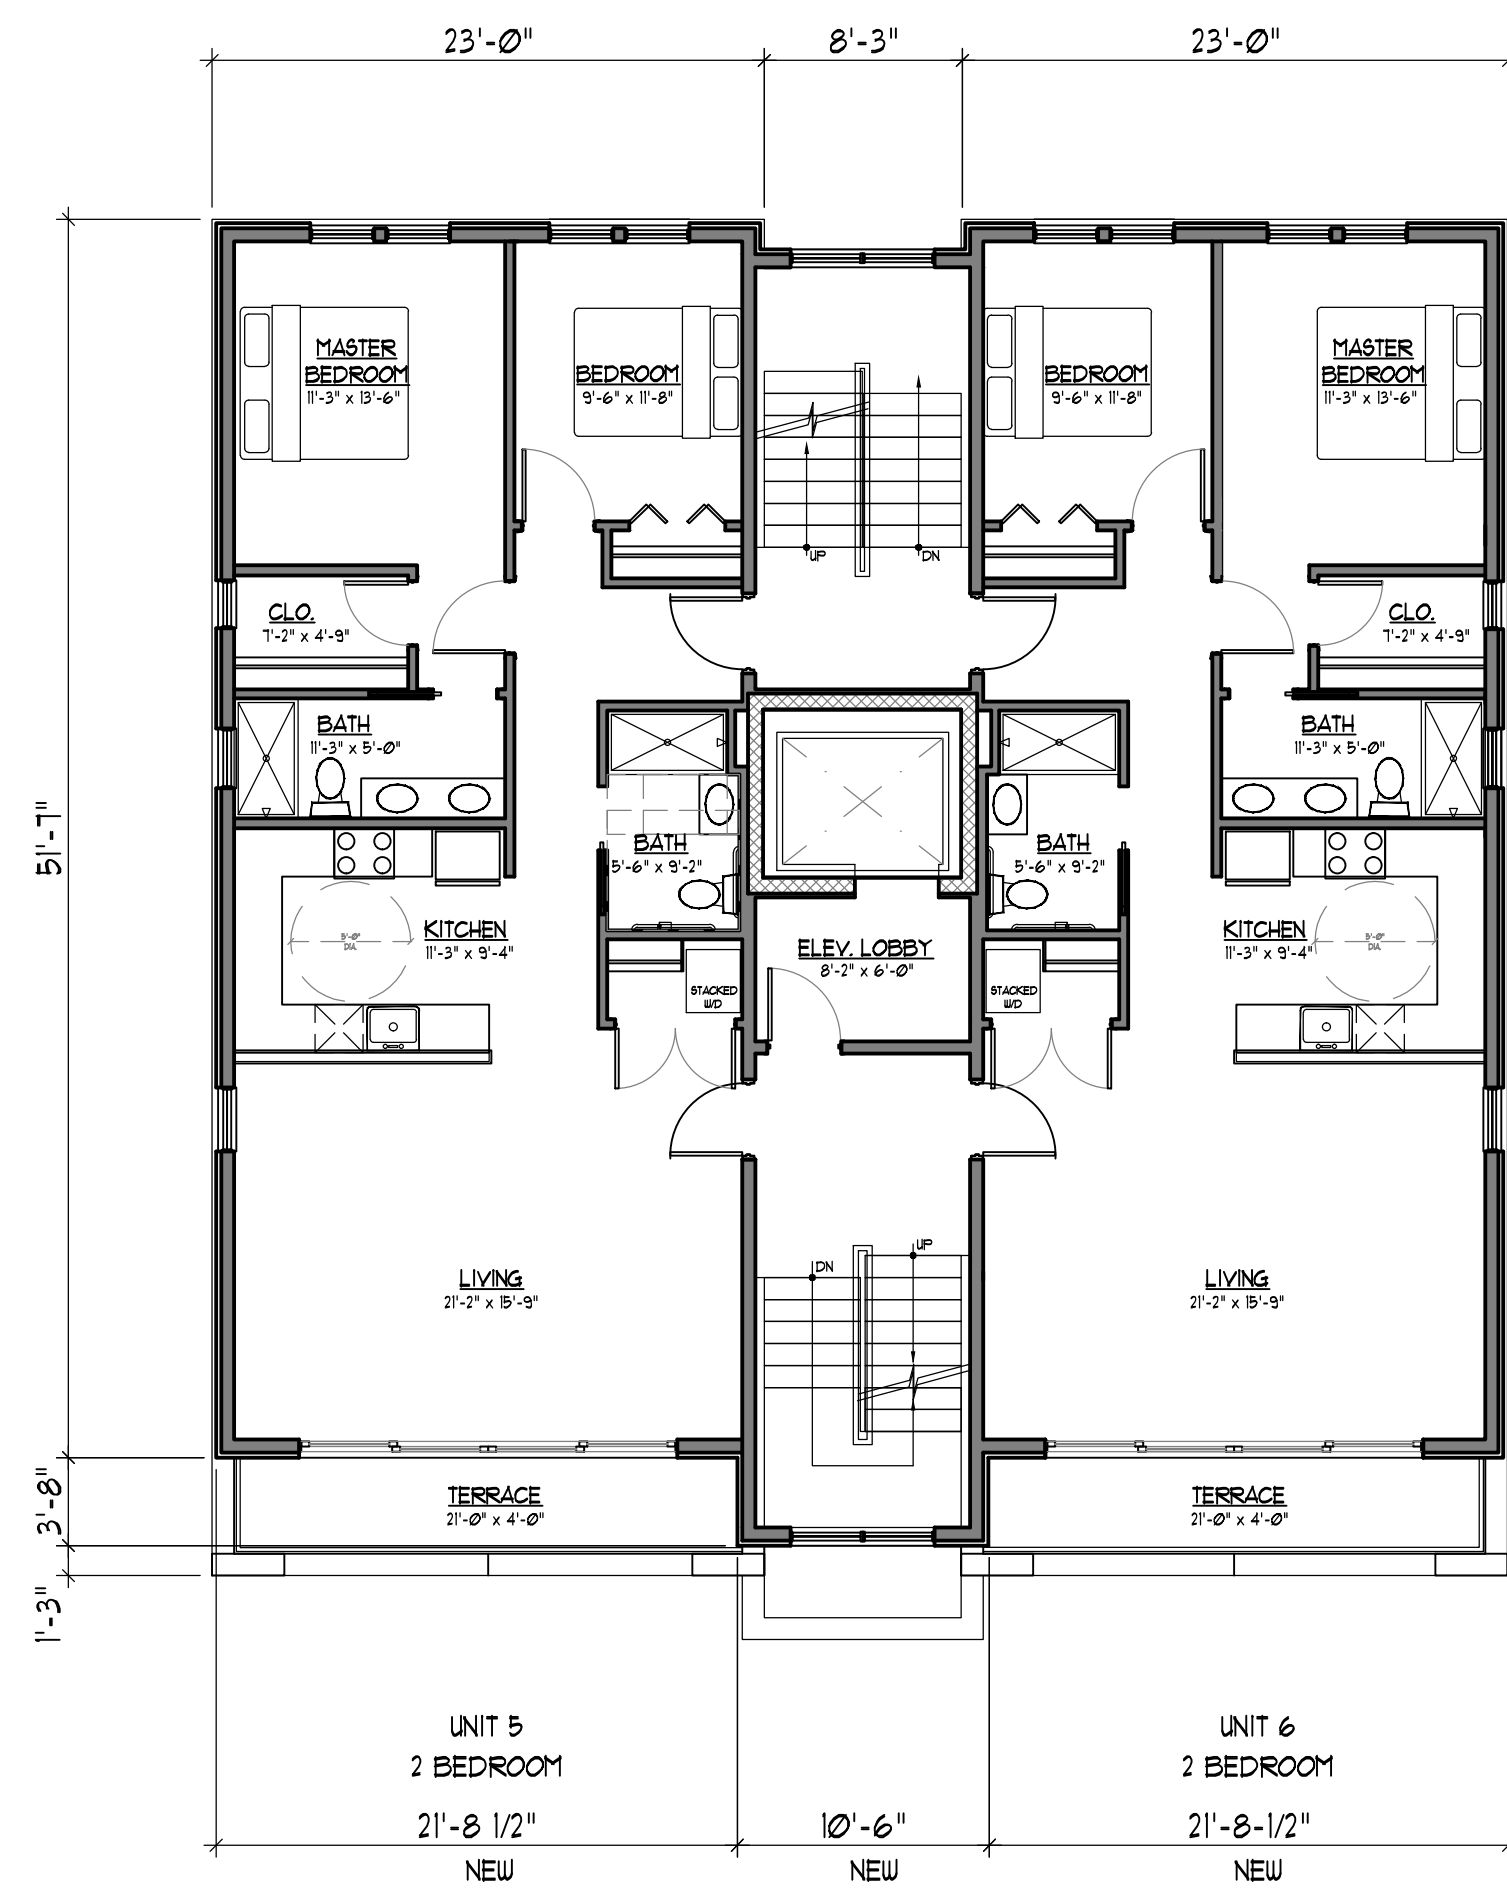 23'-0" 8'-3" 23'-0"
MASTER
BEDROOM
11'-3" x 13'-6"
BEDROOM
9'-6" x 11'-8"
BEDROOM
9'-6" x 11'-8"
MASTER
BEDROOM
11'-3" x 13'-6"
UP
DN
CLO.
7'-2" x 4'-9"
CLO.
7'-2" x 4'-9"
BATH
11'-3" x 5'-0"
BATH
11'-3" x 5'-0"
51'-7"
BATH
5'-6" x 9'-2"
BATH
5'-6" x 9'-2"
5'-0"
DIA.
KITCHEN
11'-3" x 9'-4"
ELEV. LOBBY
8'-2" x 6'-0"
KITCHEN
11'-3" x 9'-4"
5'-0"
DIA.
STACKED
W/D
STACKED
W/D
UP
DN
LIVING
21'-2" x 15'-9"
LIVING
21'-2" x 15'-9"
3'-8"
TERRACE
21'-0" x 4'-0"
TERRACE
21'-0" x 4'-0"
1'-3"
UNIT 5
2 BEDROOM
UNIT 6
2 BEDROOM
21'-8 1/2" 10'-6" 21'-8-1/2"
NEW NEW NEW